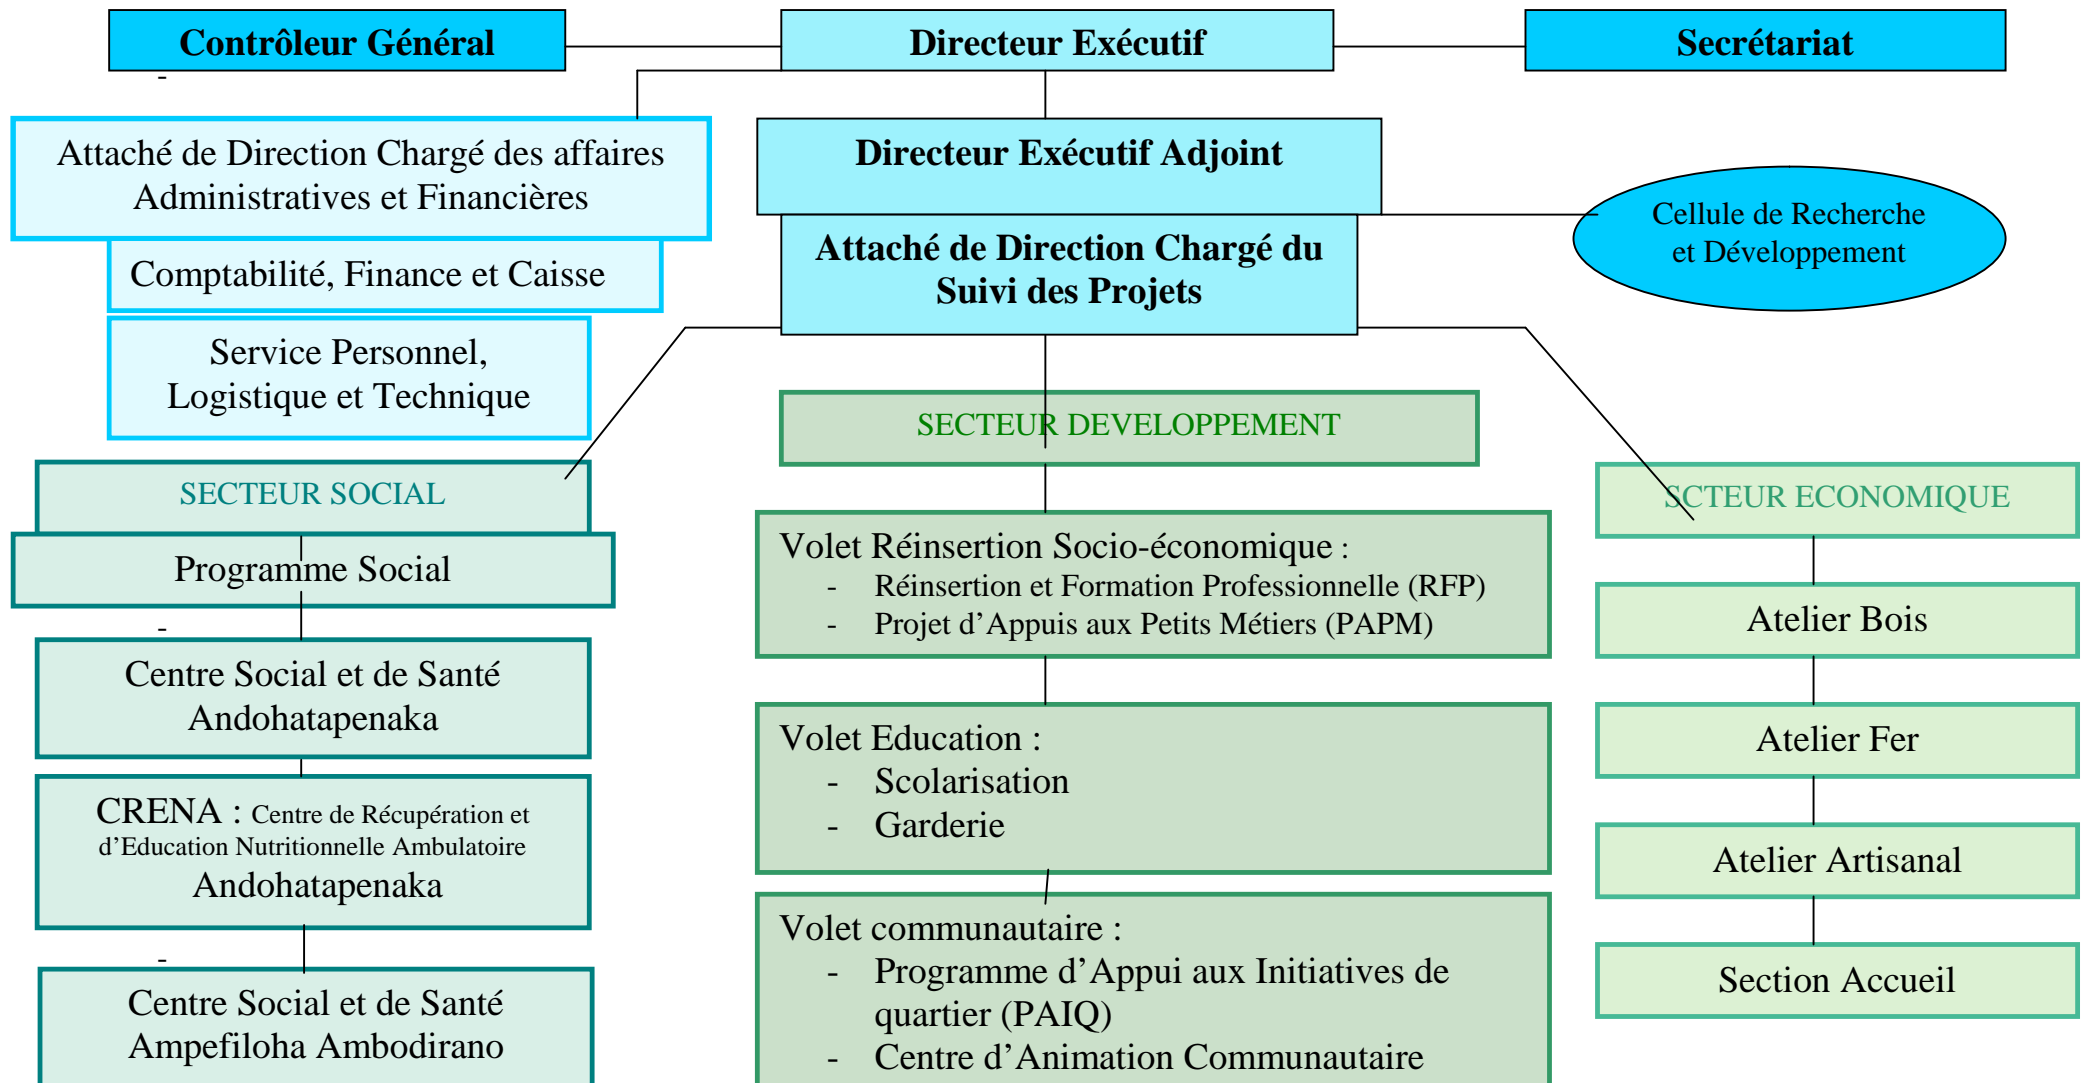 Contrôleur Général
Directeur Exécutif
Secrétariat
-
Attaché de Direction Chargé des affaires
Administratives et Financières
Comptabilité, Finance et Caisse
Service Personnel,
Logistique et Technique
Directeur Exécutif Adjoint
Attaché de Direction Chargé du
Suivi des Projets
Cellule de Recherche
et Développement
SECTEUR SOCIAL
Programme Social
-
Centre Social et de Santé
Andohatapenaka
CRENA : Centre de Récupération et
d’Education Nutritionnelle Ambulatoire
Andohatapenaka
-
Centre Social et de Santé
Ampefiloha Ambodirano
SECTEUR DEVELOPPEMENT
Volet Réinsertion Socio-économique :
- Réinsertion et Formation Professionnelle (RFP)
- Projet d’Appuis aux Petits Métiers (PAPM)
Volet Education :
- Scolarisation
- Garderie
Volet communautaire :
- Programme d’Appui aux Initiatives de
quartier (PAIQ)
- Centre d’Animation Communautaire
SCTEUR ECONOMIQUE
Atelier Bois
Atelier Fer
Atelier Artisanal
Section Accueil